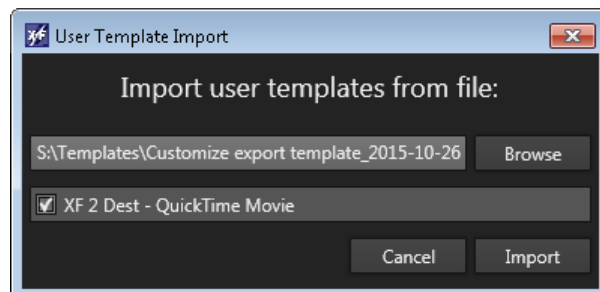 XF User Template Import
Import user templates from file:
S:\Templates\Customize export template_2015-10-26 Browse
XF 2 Dest - QuickTime Movie
Cancel Import